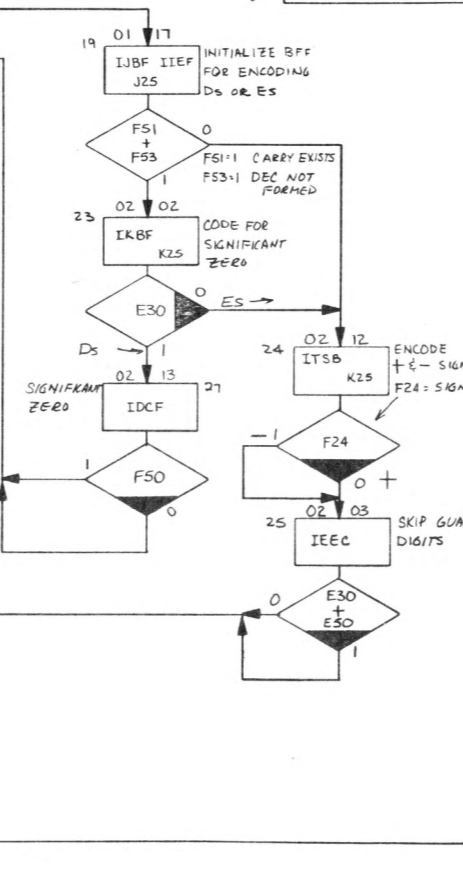 01 17
19
IJBF IIEF
J25
INITIALIZE BFF
FOR ENCODING
Ds OR ES
F51
+
F53
0
1
F51=1 CARRY EXISTS
F53=1 DEC NOT
FORMED
02 02
23
IKBF
K25
CODE FOR
SIGNIFICANT
ZERO
E30
0
ES →
Ds →
1
02 12
24
ITSB
K25
ENCODE
+ & - SIG
F24 = SIG
02 13
SIGNIFICANT
ZERO
IDCF
F24
- 1
0 +
1
F50
0
02 03
25
IEEC
SKIP GUA
DIGITS
E30
+
E50
0
1